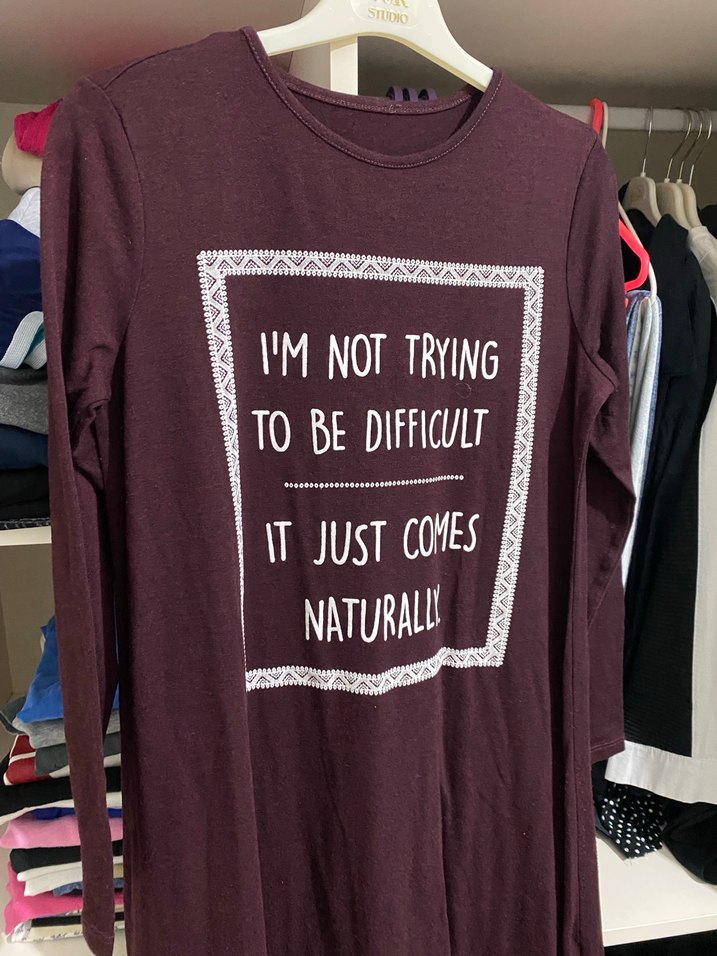 STUDIO
I'M NOT TRYING
TO BE DIFFICULT
IT JUST COMES
NATURALLY.